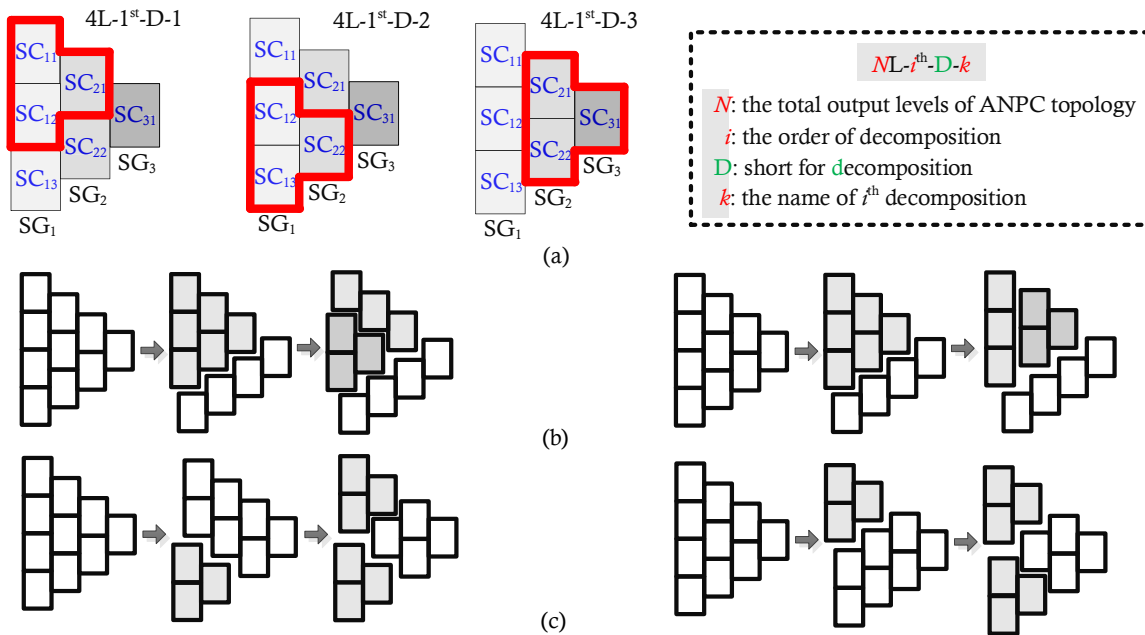 4L-1st-D-1
SC11
SC21
SC12
SC31
SC22
SC13
SG3
SG2
SG1
4L-1st-D-2
SC11
SC21
SC12
SC31
SC22
SC13
SG3
SG2
SG1
4L-1st-D-3
SC11
SC21
SC12
SC31
SC22
SC13
SG3
SG2
SG1
NL-ith-D-k
N: the total output levels of ANPC topology
i: the order of decomposition
D: short for decomposition
k: the name of ith decomposition
(a)
(b)
(c)